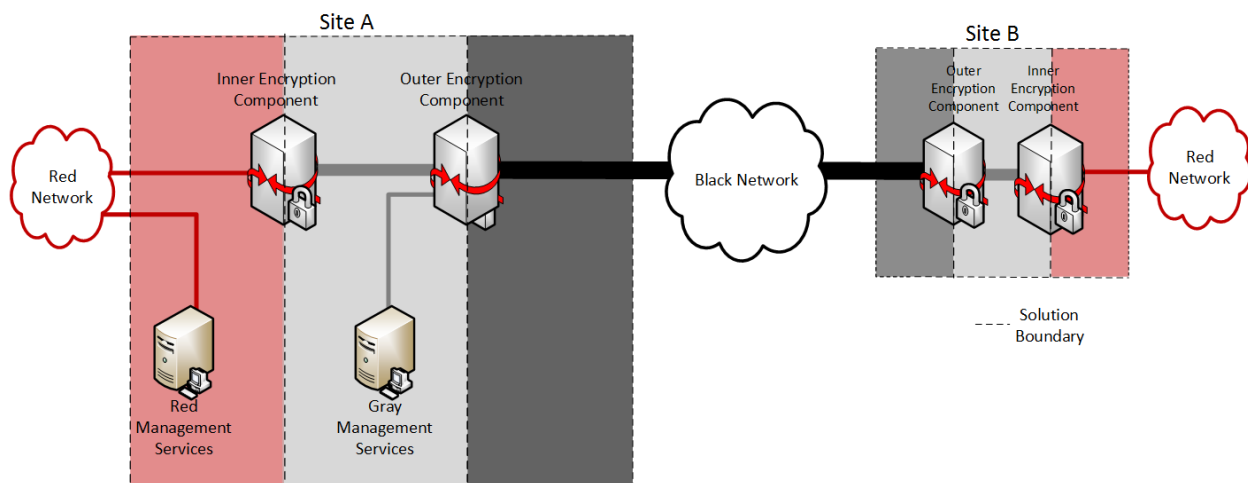 Site A
Inner Encryption
Component
Outer Encryption
Component
Red
Network
Red
Management
Services
Gray
Management
Services
Black Network
Site B
Outer
Encryption
Component
Inner
Encryption
Component
Red
Network
Solution
Boundary